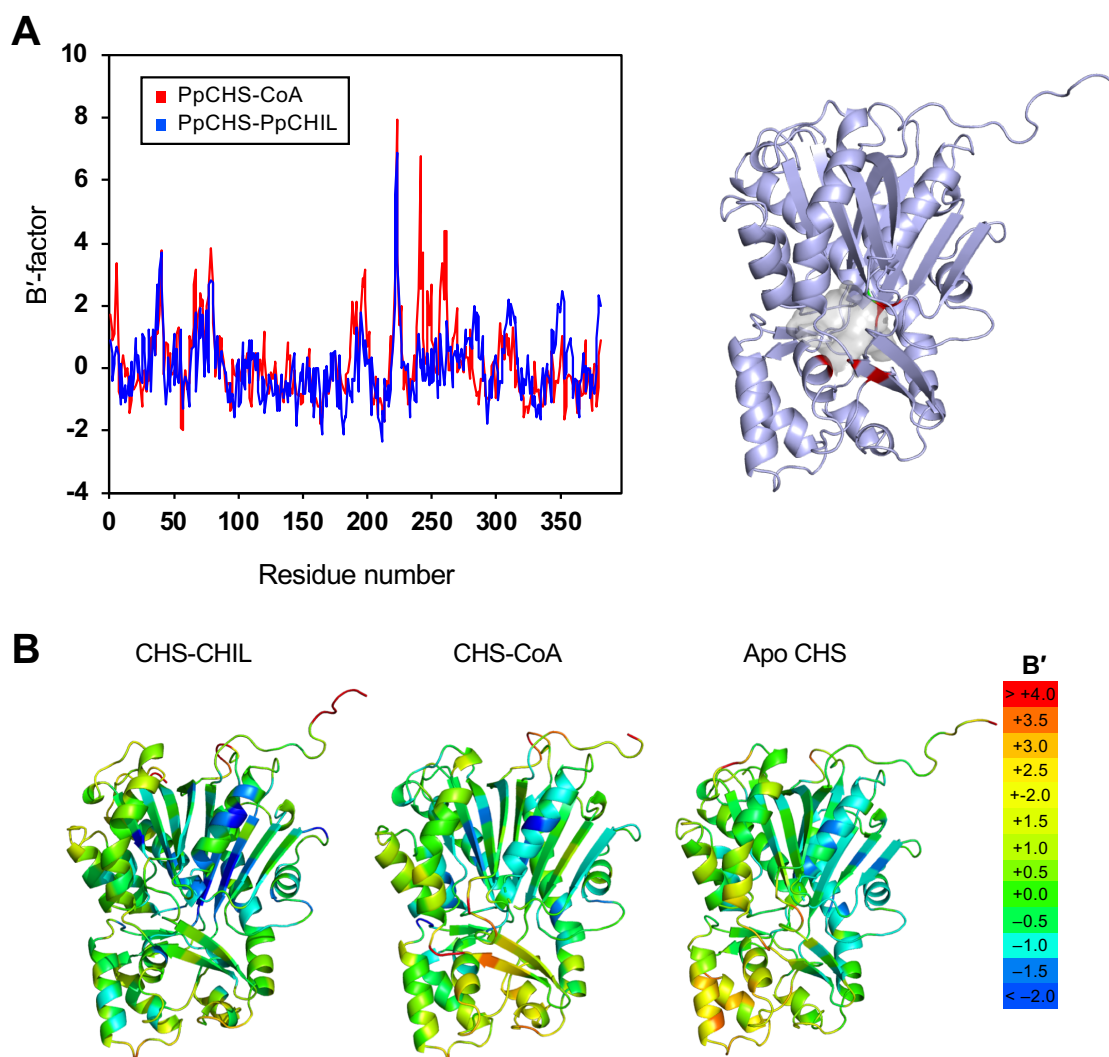 A
10
8
6
4
2
0
-2
-4
B′-factor
PpCHS-CoA
PpCHS-PpCHIL
0 50 100 150 200 250 300 350
Residue number
B
CHS-CHIL CHS-CoA Apo CHS
B′
> +4.0
+3.5
+3.0
+2.5
+-2.0
+1.5
+1.0
+0.5
+0.0
–0.5
–1.0
–1.5
< –2.0